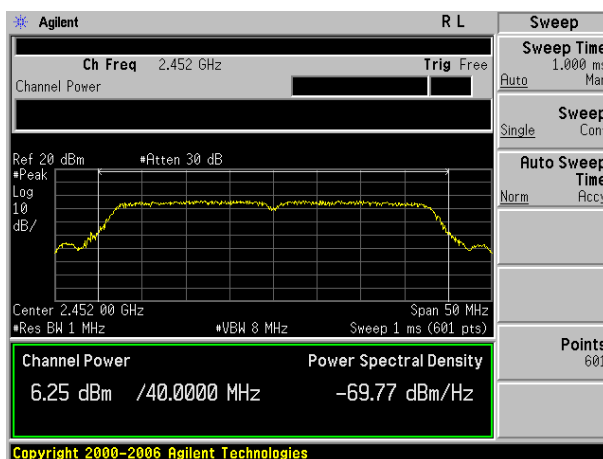 Agilent R L Sweep
Ch Freq 2.452 GHz Trig Free
Channel Power
Sweep Time
1.000 ms
Auto Man
Sweep
Single Cont
Auto Sweep
Time
Norm Accy
Ref 20 dBm #Atten 30 dB
#Peak
Log
10
dB/
Center 2.452 00 GHz Span 50 MHz
#Res BW 1 MHz #VBW 8 MHz Sweep 1 ms (601 pts)
Points
601
Channel Power Power Spectral Density
6.25 dBm /40.0000 MHz -69.77 dBm/Hz
Copyright 2000-2006 Agilent Technologies